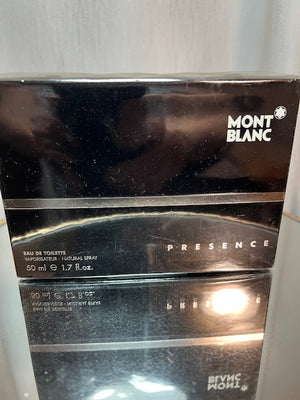 MONT
BLANC
PRESENCE
EAU DE TOILETTE
VAPORISATEUR - NATURAL SPRAY
50 ml ℮ 1.7 fl.oz.